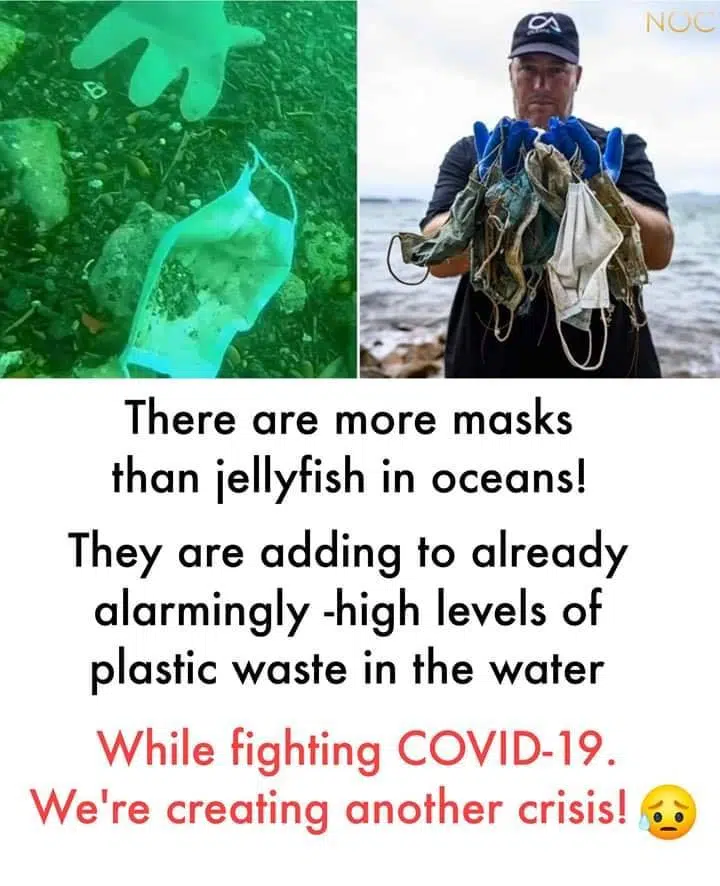 NOC
There are more masks
than jellyfish in oceans!
They are adding to already
alarmingly -high levels of
plastic waste in the water
While fighting COVID-19.
We're creating another crisis! 😥